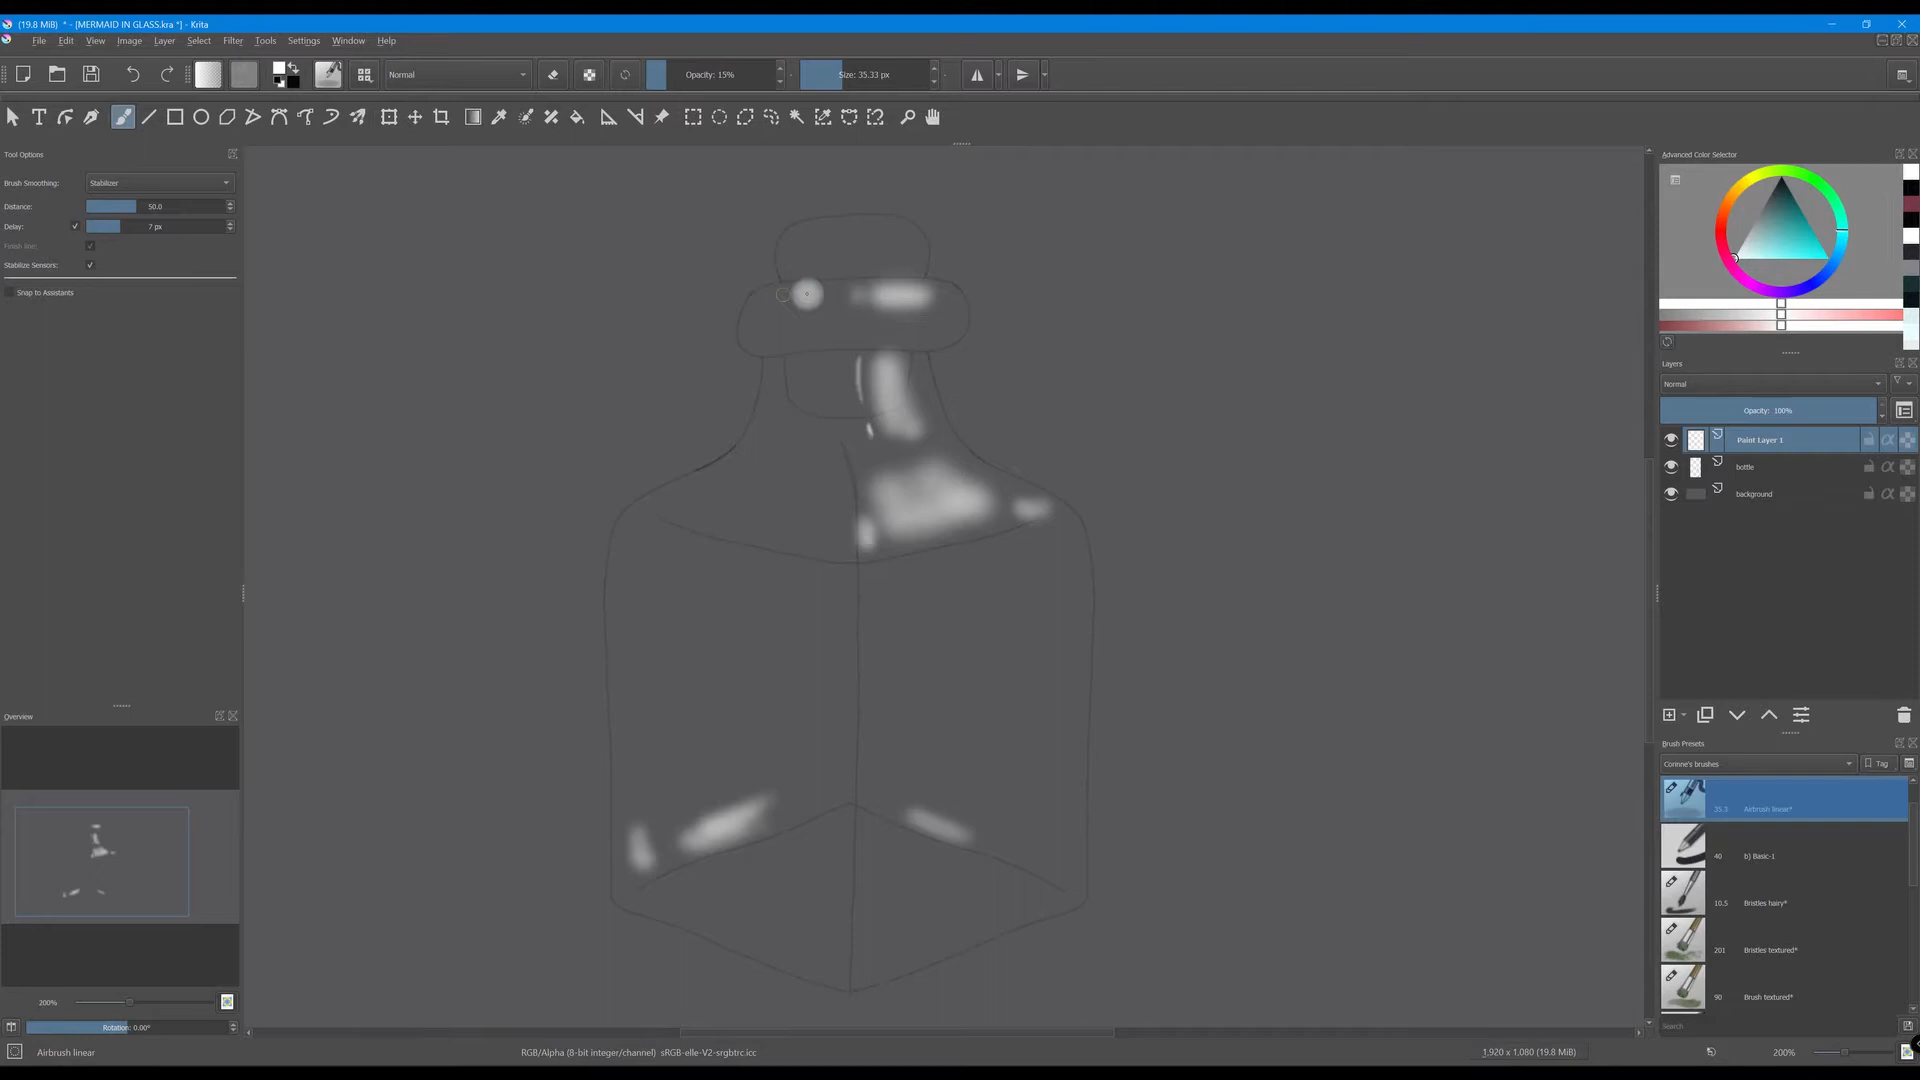 (19.8 MiB) * - [MERMAID IN GLASS.kra *] - Krita
File Edit View Image Layer Select Filter Tools Settings Window Help
Normal Opacity: 15% Size: 35.33 px
Tool Options
Brush Smoothing: Stabilizer
Distance: 50.0
Delay: 7 px
Finish line:
Stabilize Sensors:
Snap to Assistants
Overview
200%
Rotation: 0.00°
Advanced Color Selector
Layers
Normal
Opacity: 100%
Paint Layer 1
bottle
background
Brush Presets
Corinne's brushes Tag
35.3 Airbrush linear*
40 b) Basic-1
10.5 Bristles hairy*
201 Bristles textured*
90 Brush textured*
Search
Airbrush linear RGB/Alpha (8-bit integer/channel) sRGB-elle-V2-srgbtrc.icc 1,920 x 1,080 (19.8 MiB) 200%